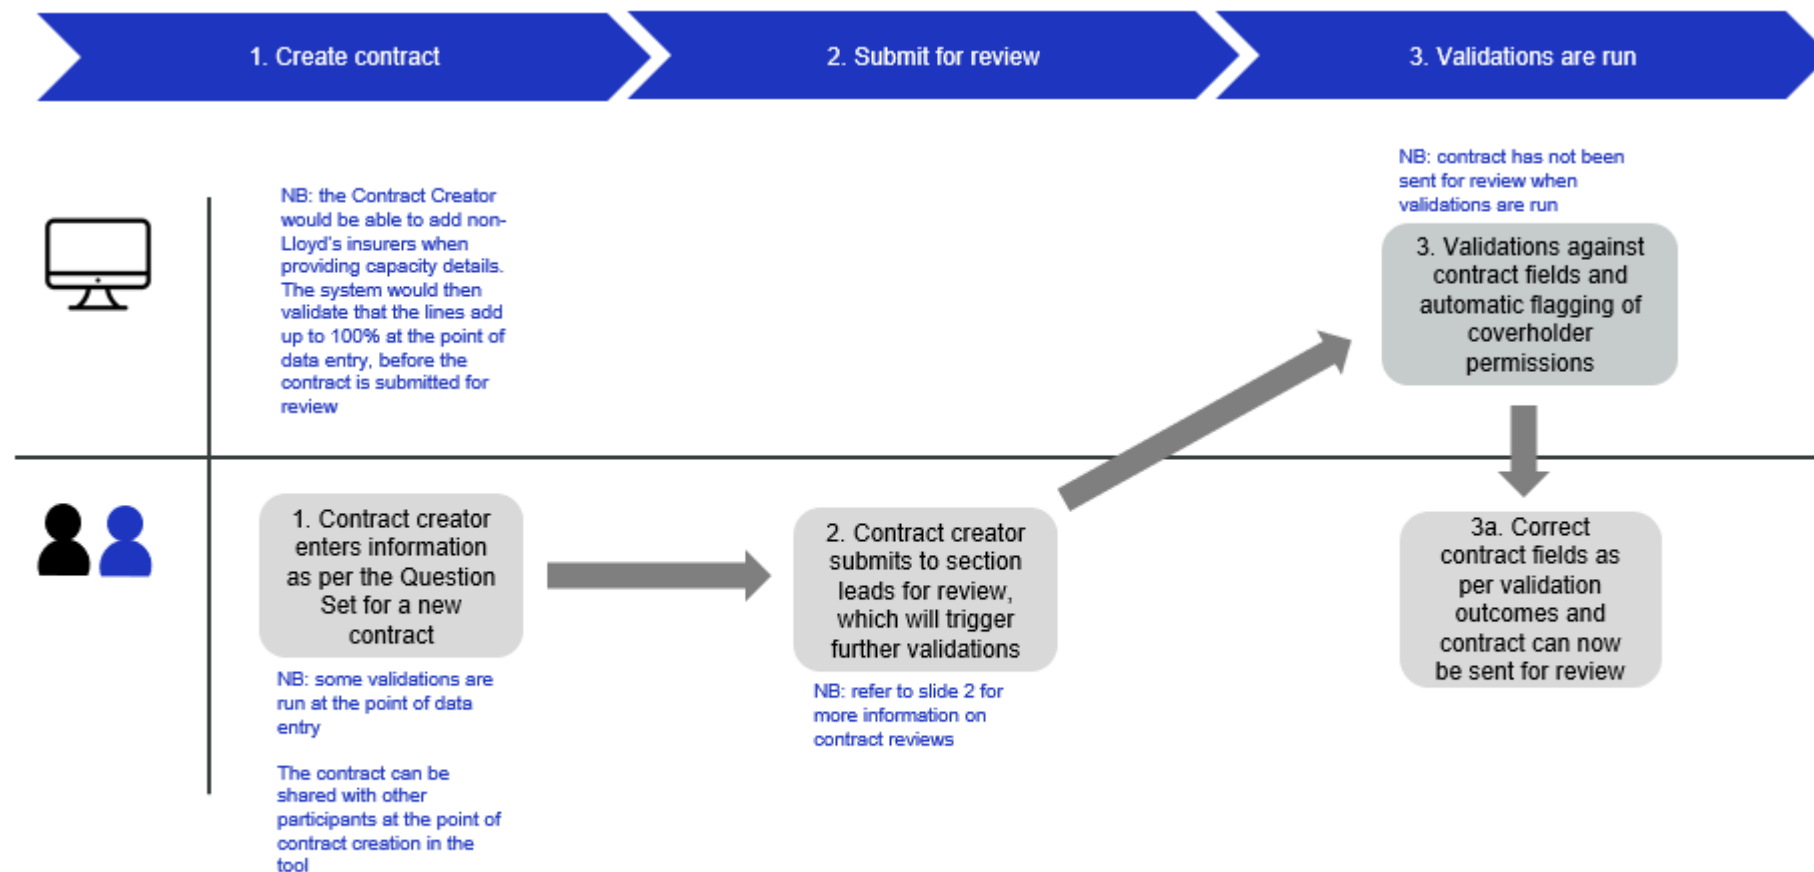 1. Create contract
2. Submit for review
3. Validations are run
NB: the Contract Creator
would be able to add non-
Lloyd's insurers when
providing capacity details.
The system would then
validate that the lines add
up to 100% at the point of
data entry, before the
contract is submitted for
review
NB: contract has not been
sent for review when
validations are run
3. Validations against
contract fields and
automatic flagging of
coverholder
permissions
1. Contract creator
enters information
as per the Question
Set for a new
contract
NB: some validations are
run at the point of data
entry
The contract can be
shared with other
participants at the point of
contract creation in the
tool
2. Contract creator
submits to section
leads for review,
which will trigger
further validations
NB: refer to slide 2 for
more information on
contract reviews
3a. Correct
contract fields as
per validation
outcomes and
contract can now
be sent for review